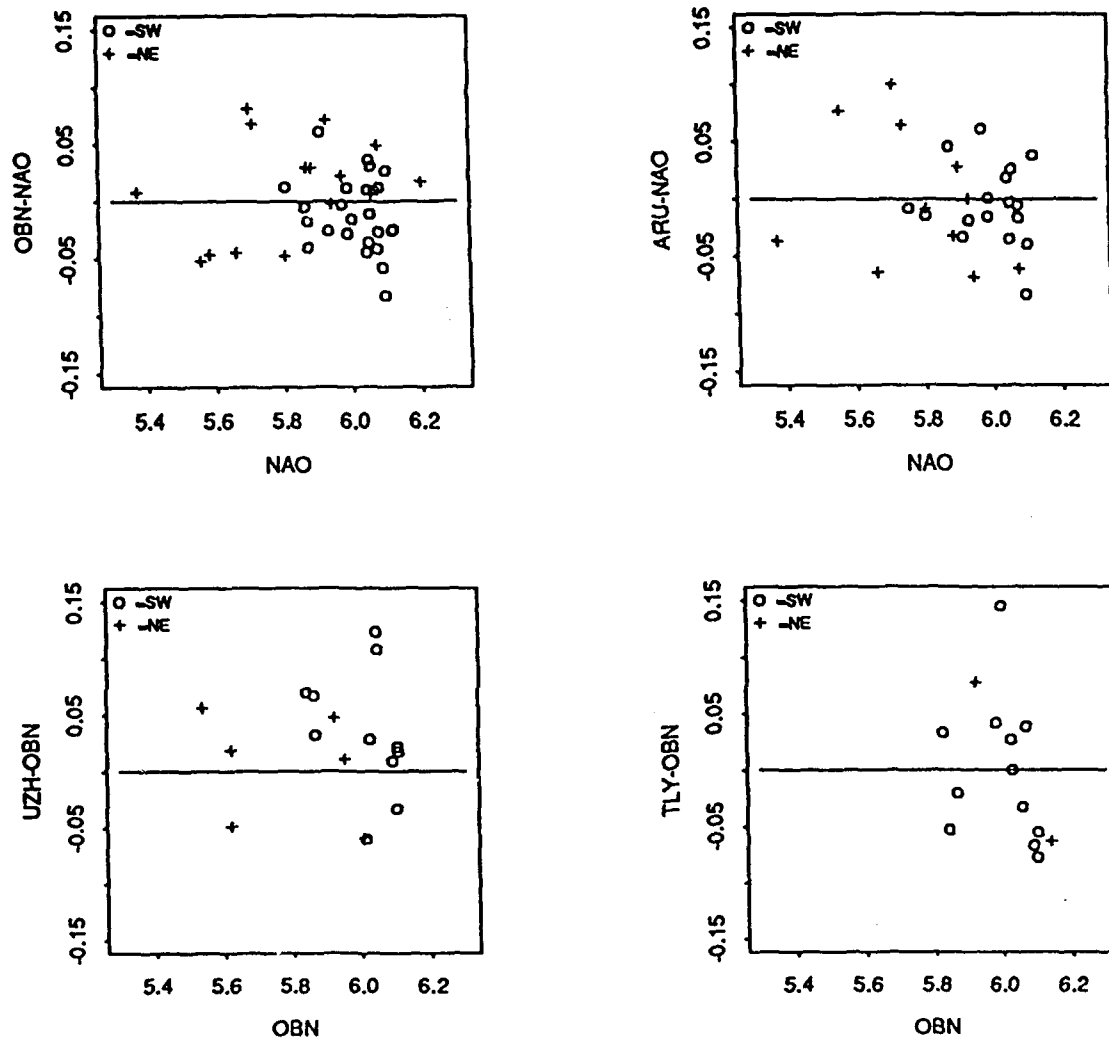 o =SW
+ =NE
0.15
0.05
-0.05
-0.15
OBN-NAO
5.4 5.6 5.8 6.0 6.2
NAO
o =SW
+ =NE
0.15
0.05
-0.05
-0.15
ARU-NAO
5.4 5.6 5.8 6.0 6.2
NAO
o =SW
+ =NE
0.15
0.05
-0.05
-0.15
UZH-OBN
5.4 5.6 5.8 6.0 6.2
OBN
o =SW
+ =NE
0.15
0.05
-0.05
-0.15
TLY-OBN
5.4 5.6 5.8 6.0 6.2
OBN